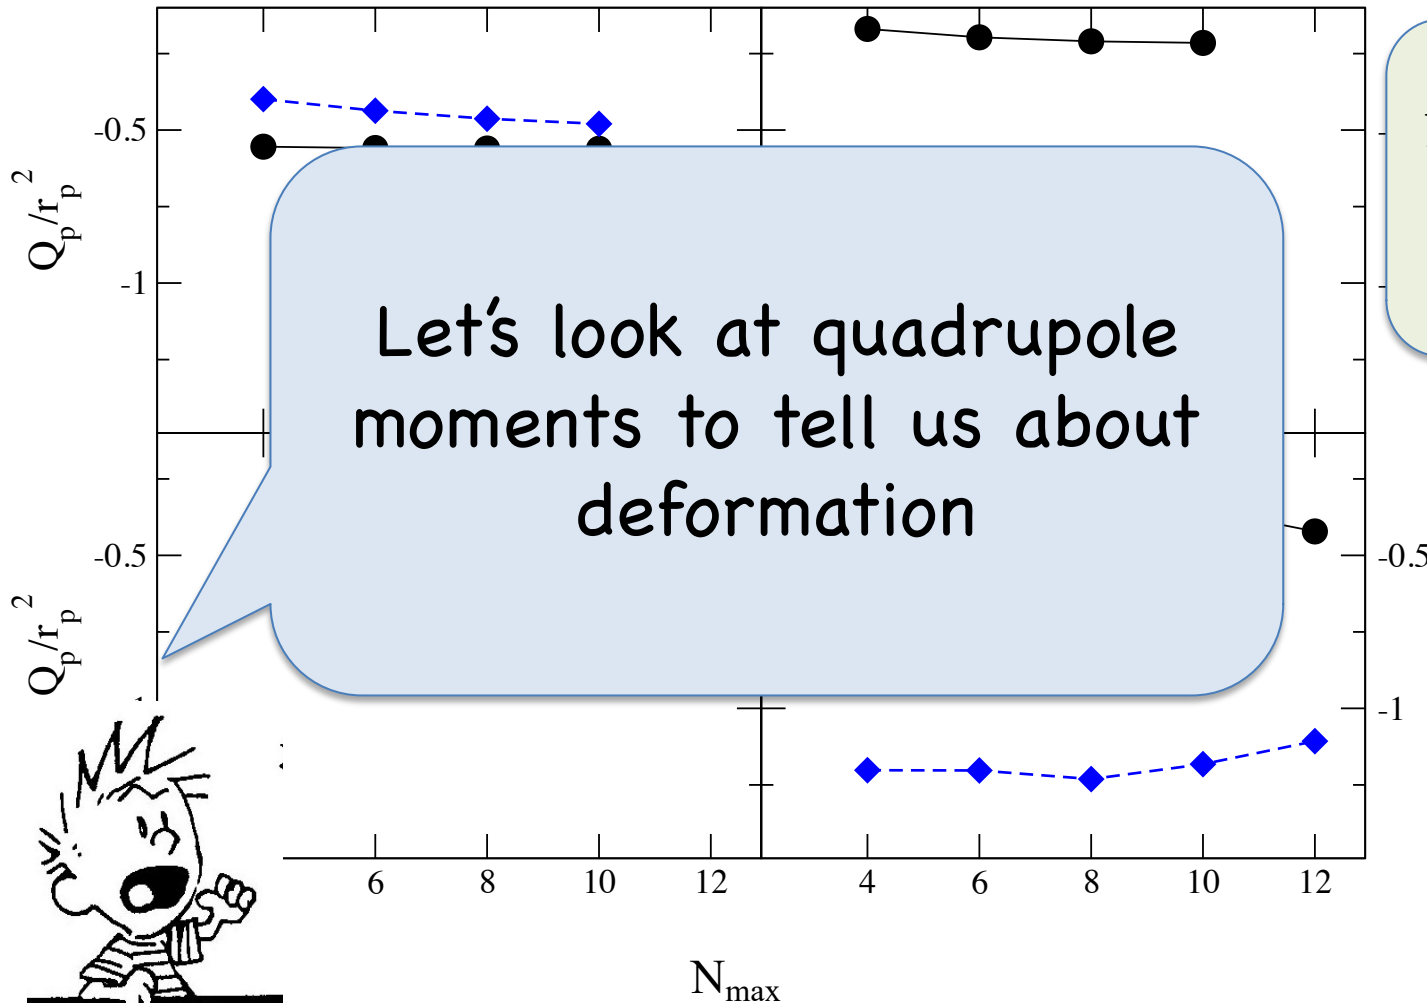 -0.5
Q_p/r_p^2
-1
Let's look at quadrupole
moments to tell us about
deformation
-0.5
-0.5
Q_p/r_p^2
-1
6 8 10 12 4 6 8 10 12
N_max